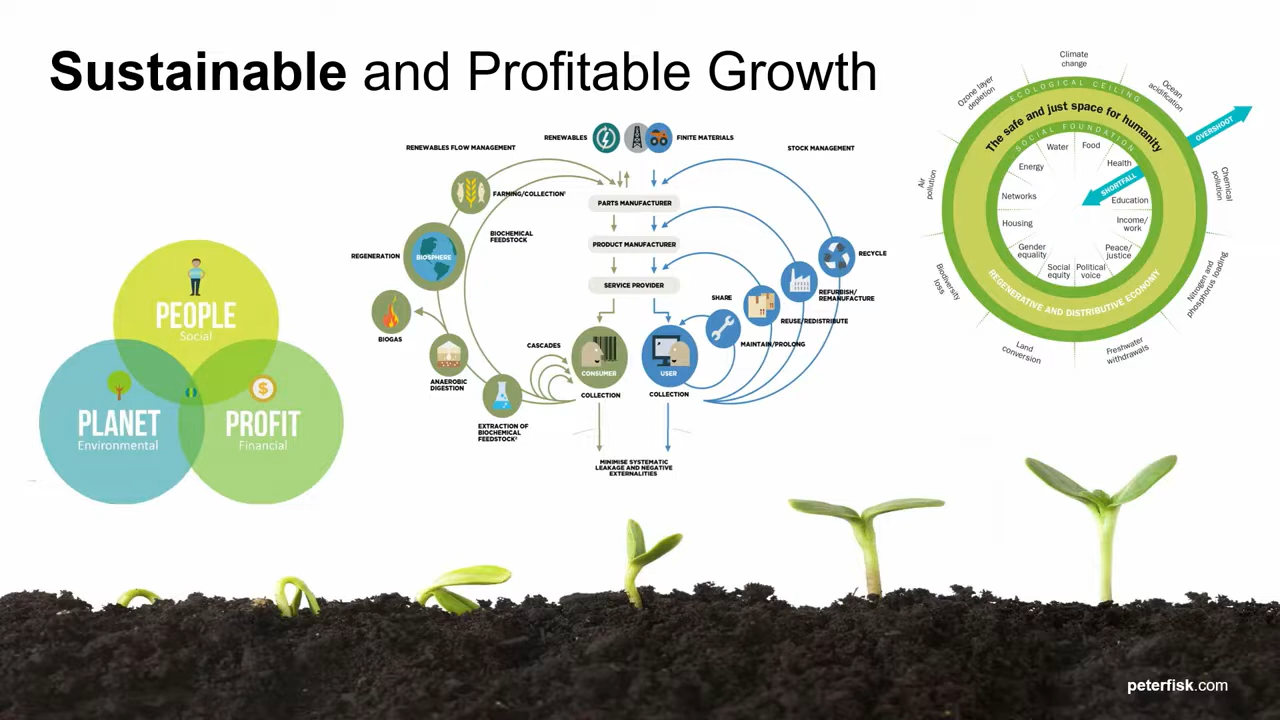 Sustainable and Profitable Growth
PEOPLE
Social
PLANET
Environmental
PROFIT
Financial
RENEWABLES
FINITE MATERIALS
RENEWABLES FLOW MANAGEMENT
STOCK MANAGEMENT
FARMING/COLLECTION¹
PARTS MANUFACTURER
BIOCHEMICAL
FEEDSTOCK
PRODUCT MANUFACTURER
REGENERATION
BIOSPHERE
RECYCLE
SERVICE PROVIDER
SHARE
REFURBISH/
REMANUFACTURE
REUSE/REDISTRIBUTE
BIOGAS
CASCADES
MAINTAIN/PROLONG
CONSUMER
USER
ANAEROBIC
DIGESTION
COLLECTION
COLLECTION
EXTRACTION OF
BIOCHEMICAL
FEEDSTOCK²
MINIMISE SYSTEMATIC
LEAKAGE AND NEGATIVE
EXTERNALITIES
Climate
change
Ocean
acidification
Chemical
pollution
Nitrogen and
phosphorus loading
Freshwater
withdrawals
Land
conversion
Biodiversity
loss
Air
pollution
Ozone layer
depletion
ECOLOGICAL CEILING
The safe and just space for humanity
SOCIAL FOUNDATION
OVERSHOOT
SHORTFALL
Water
Food
Energy
Health
Networks
Education
Housing
Income/
work
Gender
equality
Peace/
justice
Social
equity
Political
voice
REGENERATIVE AND DISTRIBUTIVE ECONOMY
peterfisk.com